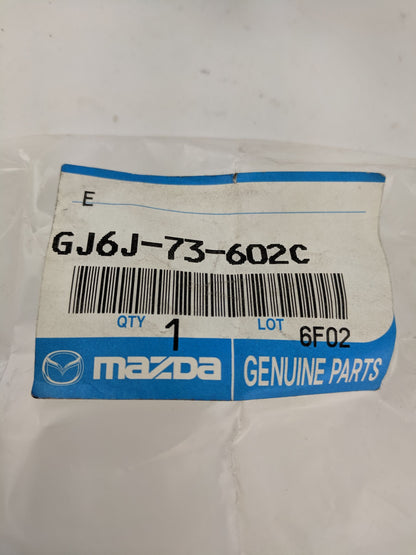 E
GJ6J-73-602C
QTY 1 LOT 6F02
mazda GENUINE PARTS